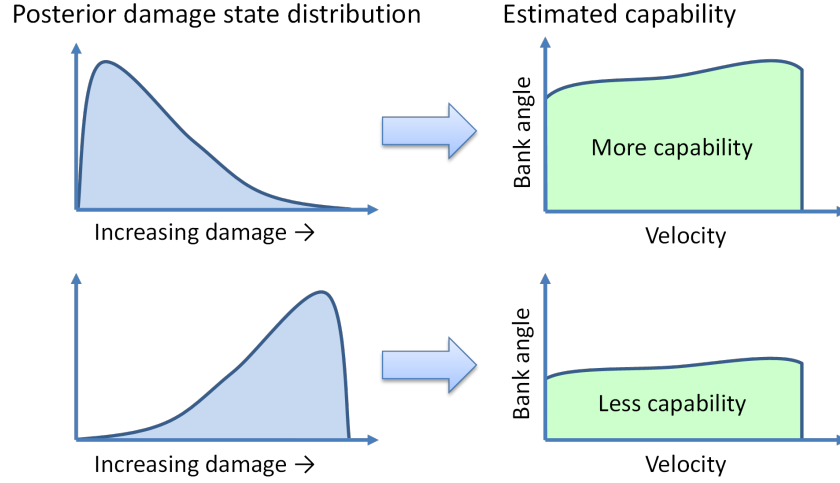 Posterior damage state distribution
Estimated capability
Bank angle
More capability
Increasing damage →
Velocity
Bank angle
Less capability
Increasing damage →
Velocity